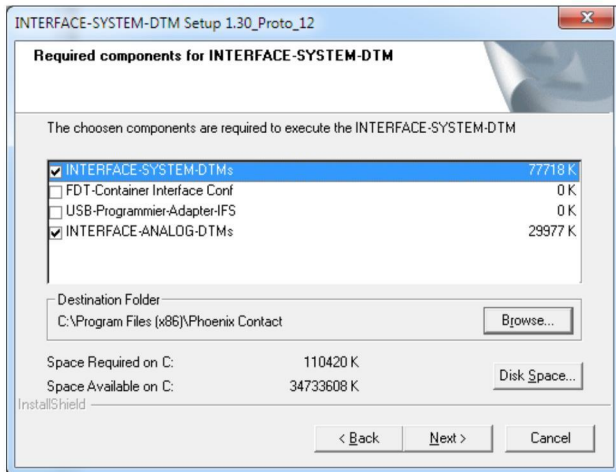 INTERFACE-SYSTEM-DTM Setup 1.30_Proto_12
Required components for INTERFACE-SYSTEM-DTM
The choosen components are required to execute the INTERFACE-SYSTEM-DTM
INTERFACE-SYSTEM-DTMs 77718 K
FDT-Container Interface Conf 0 K
USB-Programmier-Adapter-IFS 0 K
INTERFACE-ANALOG-DTMs 29977 K
Destination Folder
C:\Program Files (x86)\Phoenix Contact Browse...
Space Required on C: 110420 K
Space Available on C: 34733608 K
Disk Space...
InstallShield
< Back Next > Cancel